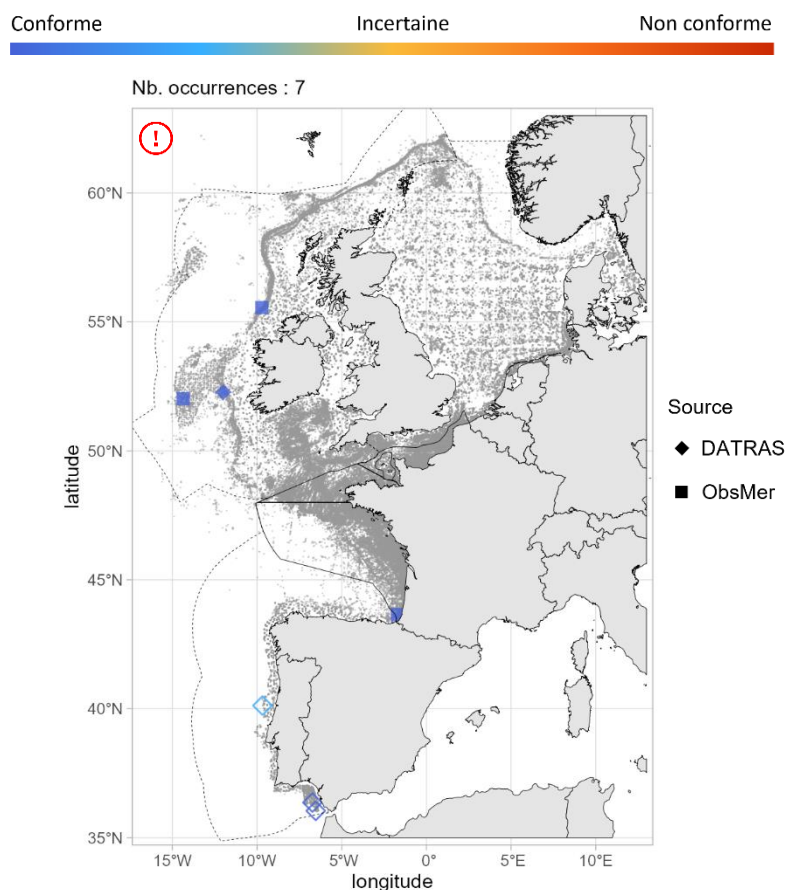 Conforme Incertaine Non conforme
Nb. occurrences : 7
!
60°N
55°N
50°N
45°N
40°N
35°N
latitude
15°W 10°W 5°W 0° 5°E 10°E
longitude
Source
DATRAS
ObsMer